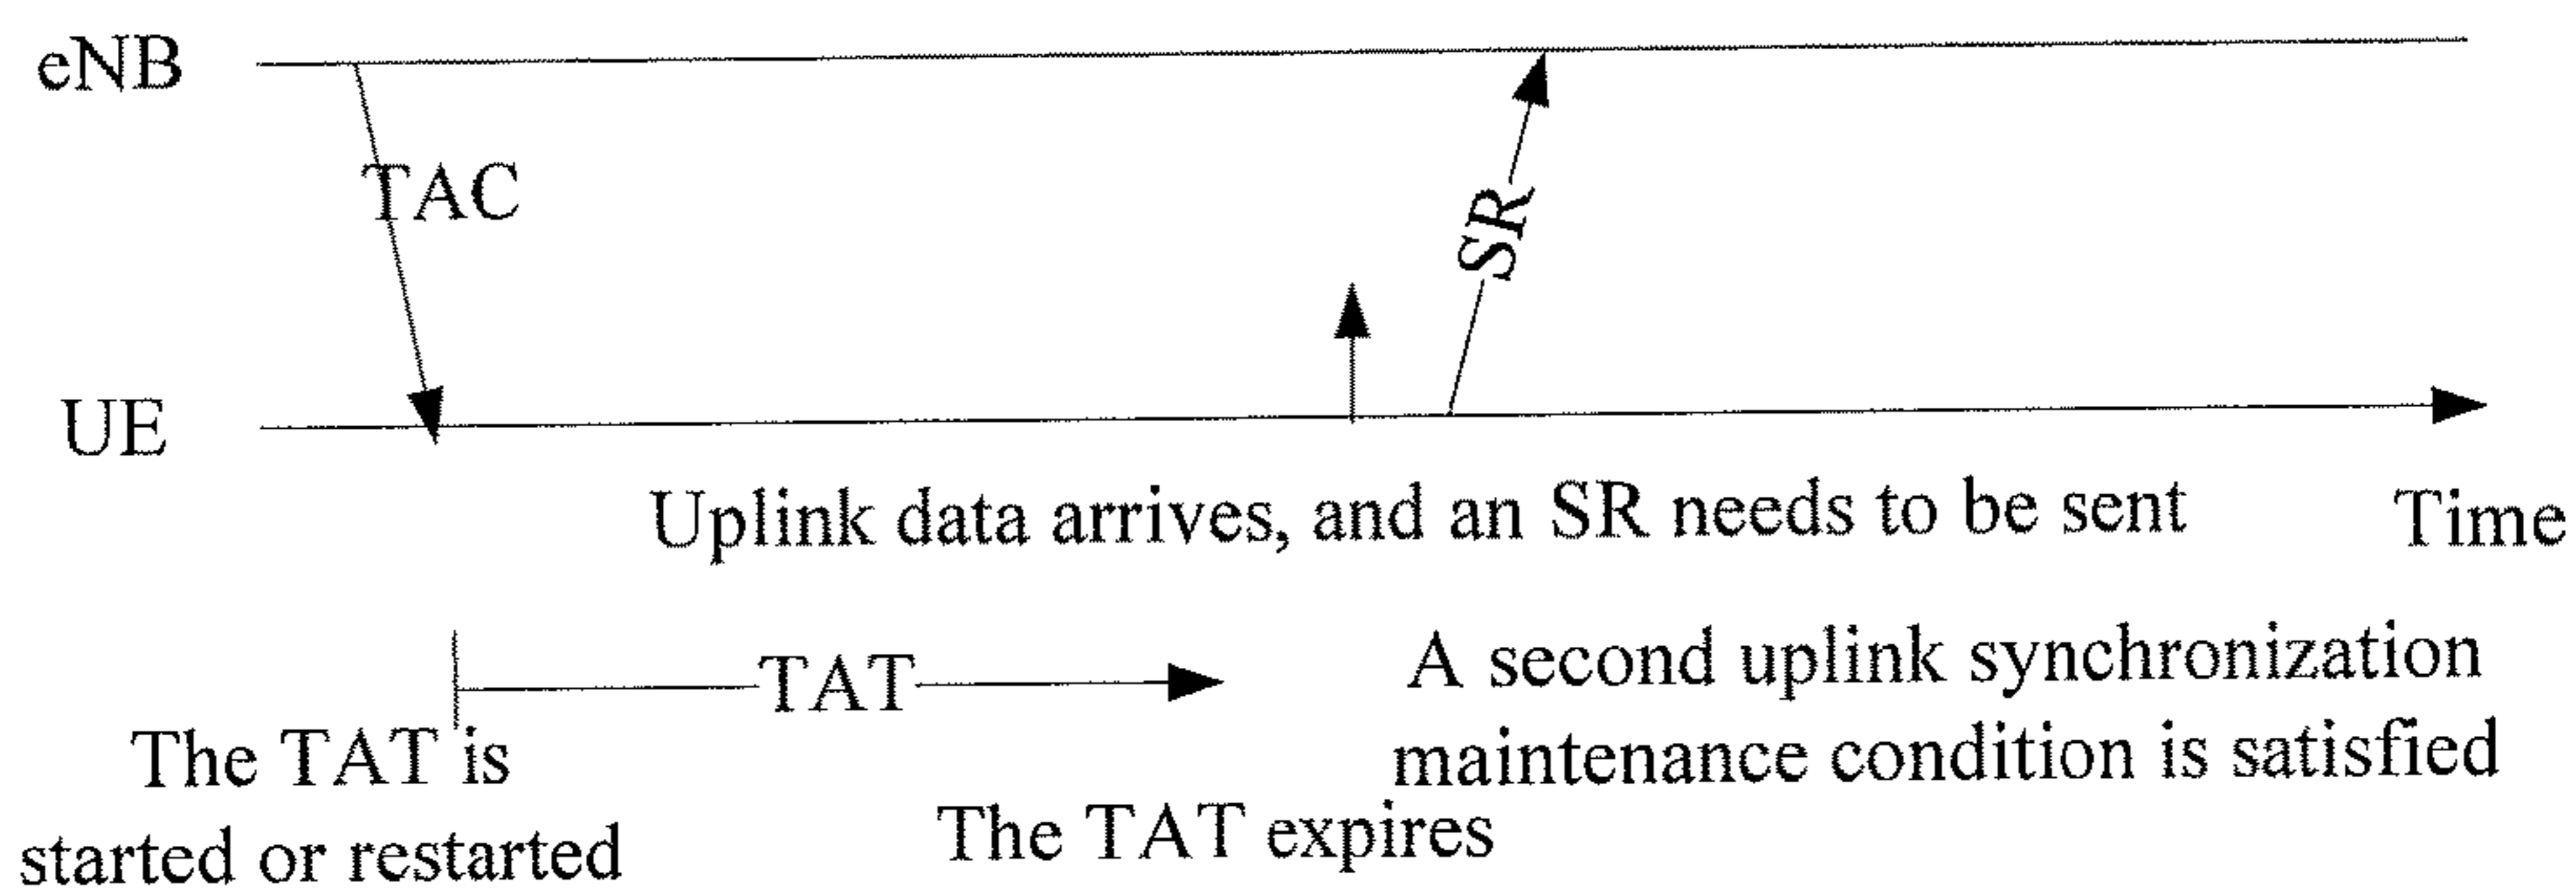 eNB
TAC
SR
UE
Uplink data arrives, and an SR needs to be sent
Time
TAT
The TAT is
started or restarted
The TAT expires
A second uplink synchronization
maintenance condition is satisfied